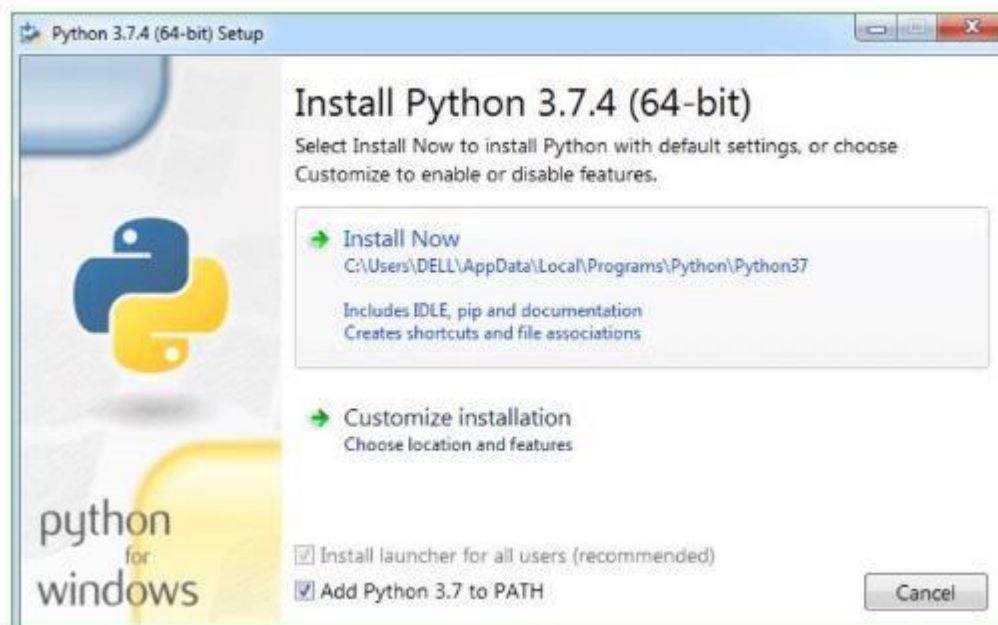 Python 3.7.4 (64-bit) Setup
Install Python 3.7.4 (64-bit)
Select Install Now to install Python with default settings, or choose
Customize to enable or disable features.
Install Now
C:\Users\DELL\AppData\Local\Programs\Python\Python37
Includes IDLE, pip and documentation
Creates shortcuts and file associations
Customize installation
Choose location and features
python
for
windows
Install launcher for all users (recommended)
Add Python 3.7 to PATH
Cancel